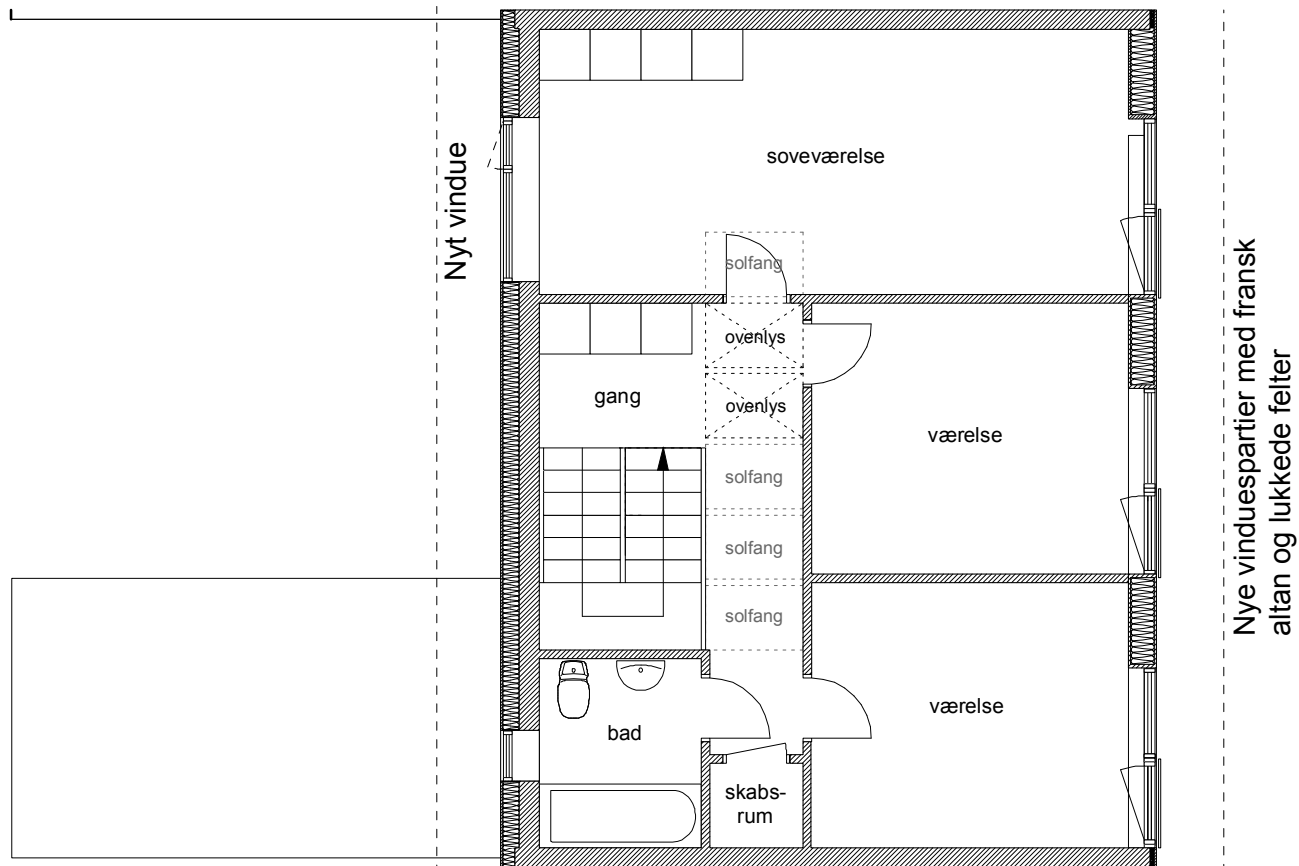 Nyt vindue
soveværelse
solfang
ovenlys
gang
ovenlys
værelse
solfang
solfang
solfang
værelse
bad
skabs-
rum
Nye vinduespartier med fransk
altan og lukkede felter